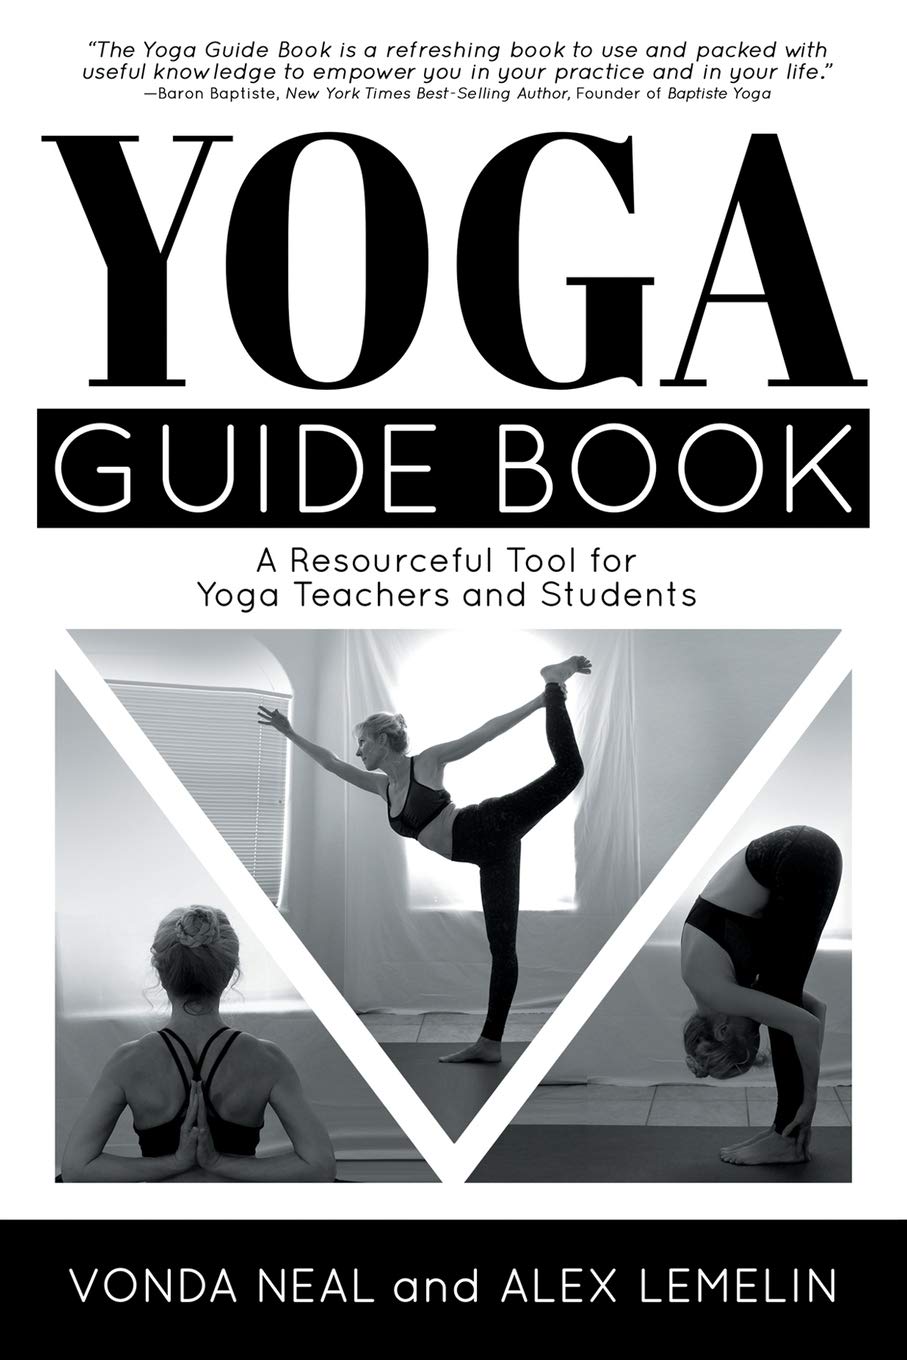 “The Yoga Guide Book is a refreshing book to use and packed with
useful knowledge to empower you in your practice and in your life.”
—Baron Baptiste, New York Times Best-Selling Author, Founder of Baptiste Yoga
YOGA
GUIDE BOOK
A Resourceful Tool for
Yoga Teachers and Students
VONDA NEAL and ALEX LEMELIN